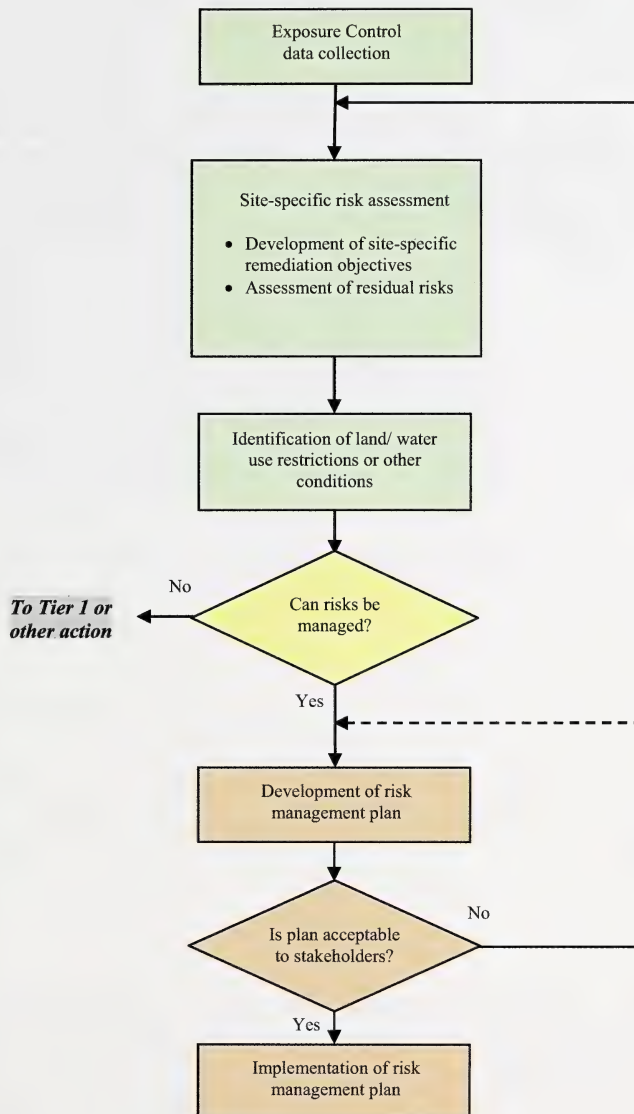 Exposure Control
data collection
Site-specific risk assessment
• Development of site-specific
remediation objectives
• Assessment of residual risks
Identification of land/ water
use restrictions or other
conditions
No
Can risks be
managed?
To Tier 1 or
other action
Yes
Development of risk
management plan
No
Is plan acceptable
to stakeholders?
Yes
Implementation of risk
management plan